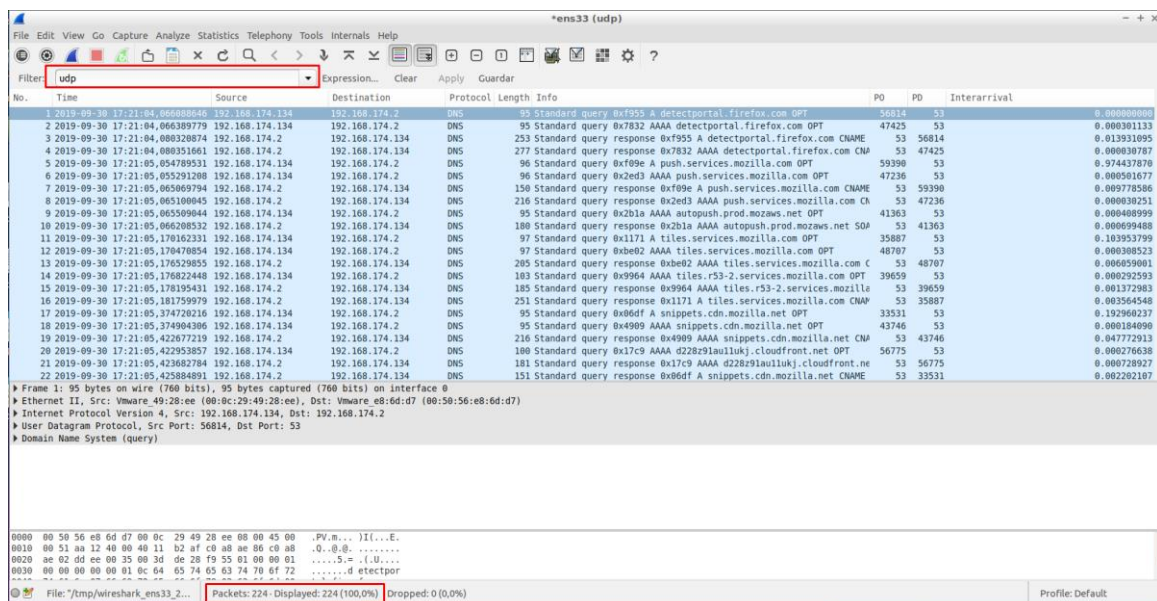 *ens33 (udp)
File Edit View Go Capture Analyze Statistics Telephony Tools Internals Help
Filter: udp Expression... Clear Apply Guardar
No. Time Source Destination Protocol Length Info PO PD Interarrival
1 2019-09-30 17:21:04,066088646 192.168.174.134 192.168.174.2 DNS 95 Standard query 0xf955 A detectportal.firefox.com OPT 56814 53 0.000000000
2 2019-09-30 17:21:04,066389779 192.168.174.134 192.168.174.2 DNS 95 Standard query 0x7832 AAAA detectportal.firefox.com OPT 47425 53 0.000301133
3 2019-09-30 17:21:04,080320874 192.168.174.2 192.168.174.134 DNS 253 Standard query response 0xf955 A detectportal.firefox.com CNAME 53 56814 0.013931095
4 2019-09-30 17:21:04,080351661 192.168.174.2 192.168.174.134 DNS 277 Standard query response 0x7832 AAAA detectportal.firefox.com CNA 53 47425 0.000030787
5 2019-09-30 17:21:05,054789531 192.168.174.134 192.168.174.2 DNS 96 Standard query 0xf09e A push.services.mozilla.com OPT 59390 53 0.974437870
6 2019-09-30 17:21:05,055291208 192.168.174.134 192.168.174.2 DNS 96 Standard query 0x2ed3 AAAA push.services.mozilla.com OPT 47236 53 0.000501677
7 2019-09-30 17:21:05,065069794 192.168.174.2 192.168.174.134 DNS 150 Standard query response 0xf09e A push.services.mozilla.com CNAME 53 59390 0.009778586
8 2019-09-30 17:21:05,065100045 192.168.174.2 192.168.174.134 DNS 216 Standard query response 0x2ed3 AAAA push.services.mozilla.com CN 53 47236 0.000030251
9 2019-09-30 17:21:05,065509044 192.168.174.134 192.168.174.2 DNS 95 Standard query 0x2b1a AAAA autopush.prod.mozaws.net OPT 41363 53 0.000408999
10 2019-09-30 17:21:05,066208532 192.168.174.2 192.168.174.134 DNS 180 Standard query response 0x2b1a AAAA autopush.prod.mozaws.net SOA 53 41363 0.000699488
11 2019-09-30 17:21:05,170162331 192.168.174.134 192.168.174.2 DNS 97 Standard query 0x1171 A tiles.services.mozilla.com OPT 35887 53 0.103953799
12 2019-09-30 17:21:05,170470854 192.168.174.134 192.168.174.2 DNS 97 Standard query 0xbe02 AAAA tiles.services.mozilla.com OPT 48707 53 0.000308523
13 2019-09-30 17:21:05,176529855 192.168.174.2 192.168.174.134 DNS 205 Standard query response 0xbe02 AAAA tiles.services.mozilla.com C 53 48707 0.006059001
14 2019-09-30 17:21:05,176822448 192.168.174.134 192.168.174.2 DNS 103 Standard query 0x9964 AAAA tiles.r53-2.services.mozilla.com OPT 39659 53 0.000292593
15 2019-09-30 17:21:05,178195431 192.168.174.2 192.168.174.134 DNS 185 Standard query response 0x9964 AAAA tiles.r53-2.services.mozilla 53 39659 0.001372983
16 2019-09-30 17:21:05,181759979 192.168.174.2 192.168.174.134 DNS 251 Standard query response 0x1171 A tiles.services.mozilla.com CNAM 53 35887 0.003564548
17 2019-09-30 17:21:05,374720216 192.168.174.134 192.168.174.2 DNS 95 Standard query 0x06df A snippets.cdn.mozilla.net OPT 33531 53 0.192960237
18 2019-09-30 17:21:05,374904306 192.168.174.134 192.168.174.2 DNS 95 Standard query 0x4909 AAAA snippets.cdn.mozilla.net OPT 43746 53 0.000184090
19 2019-09-30 17:21:05,422677219 192.168.174.2 192.168.174.134 DNS 216 Standard query response 0x4909 AAAA snippets.cdn.mozilla.net CNA 53 43746 0.047772913
20 2019-09-30 17:21:05,422953857 192.168.174.134 192.168.174.2 DNS 100 Standard query 0x17c9 AAAA d228z91au11ukj.cloudfront.net OPT 56775 53 0.000276638
21 2019-09-30 17:21:05,423682784 192.168.174.2 192.168.174.134 DNS 181 Standard query response 0x17c9 AAAA d228z91au11ukj.cloudfront.ne 53 56775 0.000728927
22 2019-09-30 17:21:05,425884891 192.168.174.2 192.168.174.134 DNS 151 Standard query response 0x06df A snippets.cdn.mozilla.net CNAME 53 33531 0.002202107
Frame 1: 95 bytes on wire (760 bits), 95 bytes captured (760 bits) on interface 0
Ethernet II, Src: Vmware_49:28:ee (00:0c:29:49:28:ee), Dst: Vmware_e8:6d:d7 (00:50:56:e8:6d:d7)
Internet Protocol Version 4, Src: 192.168.174.134, Dst: 192.168.174.2
User Datagram Protocol, Src Port: 56814, Dst Port: 53
Domain Name System (query)
0000 00 50 56 e8 6d d7 00 0c 29 49 28 ee 08 00 45 00 .PV.m... )I(...E.
0010 00 51 aa 12 40 00 40 11 b2 af c0 a8 ae 86 c0 a8 .Q..@.@. ........
0020 ae 02 dd ee 00 35 00 3d de 28 f9 55 01 00 00 01 .....5.= .(.U....
0030 00 00 00 00 00 01 0c 64 65 74 65 63 74 70 6f 72 .......d etectpor
File: "/tmp/wireshark_ens33_2... Packets: 224 · Displayed: 224 (100,0%) Dropped: 0 (0,0%) Profile: Default